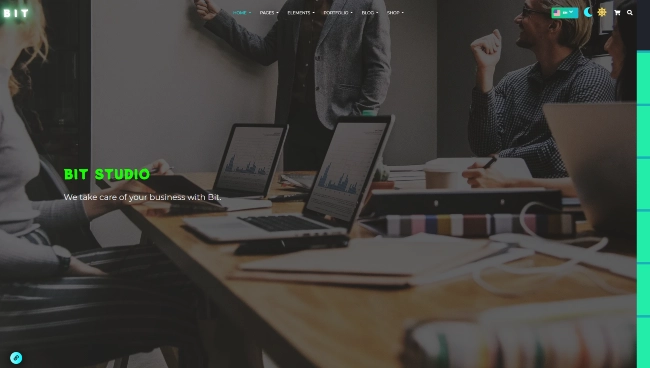 BIT
HOME PAGES ELEMENTS PORTFOLIO BLOG SHOP
BIT STUDIO
We take care of your business with Bit.